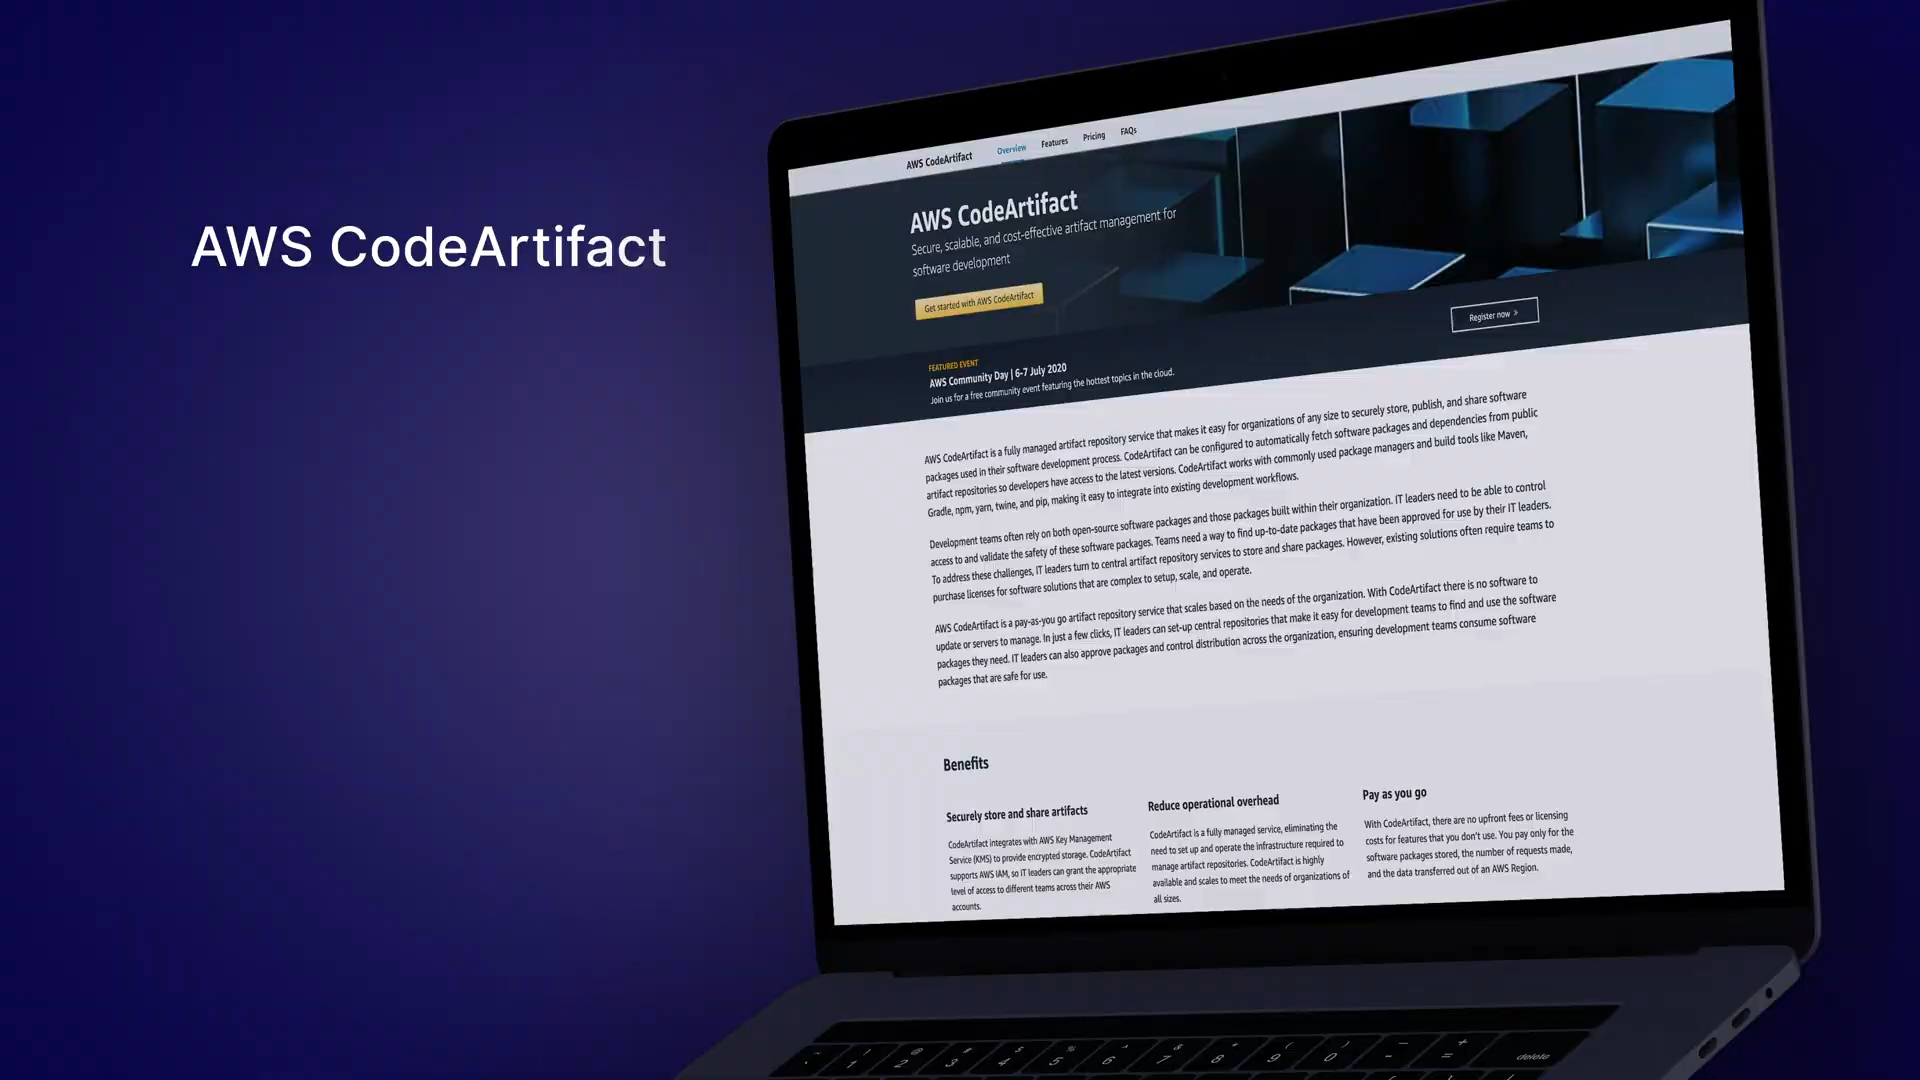 AWS CodeArtifact
AWS CodeArtifact Overview Features Pricing FAQs
AWS CodeArtifact
Secure, scalable, and cost-effective artifact management for
software development
Get started with AWS CodeArtifact
Register now »
FEATURED EVENT
AWS Community Day | 6-7 July 2020
Join us for a free community event featuring the hottest topics in the cloud.
AWS CodeArtifact is a fully managed artifact repository service that makes it easy for organizations of any size to securely store, publish, and share software
packages used in their software development process. CodeArtifact can be configured to automatically fetch software packages and dependencies from public
artifact repositories so developers have access to the latest versions. CodeArtifact works with commonly used package managers and build tools like Maven,
Gradle, npm, yarn, twine, and pip, making it easy to integrate into existing development workflows.
Development teams often rely on both open-source software packages and those packages built within their organization. IT leaders need to be able to control
access to and validate the safety of these software packages. Teams need a way to find up-to-date packages that have been approved for use by their IT leaders.
To address these challenges, IT leaders turn to central artifact repository services to store and share packages. However, existing solutions often require teams to
purchase licenses for software solutions that are complex to setup, scale, and operate.
AWS CodeArtifact is a pay-as-you go artifact repository service that scales based on the needs of the organization. With CodeArtifact there is no software to
update or servers to manage. In just a few clicks, IT leaders can set-up central repositories that make it easy for development teams to find and use the software
packages they need. IT leaders can also approve packages and control distribution across the organization, ensuring development teams consume software
packages that are safe for use.
Benefits
Securely store and share artifacts
CodeArtifact integrates with AWS Key Management
Service (KMS) to provide encrypted storage. CodeArtifact
supports AWS IAM, so IT leaders can grant the appropriate
level of access to different teams across their AWS
accounts.
Reduce operational overhead
CodeArtifact is a fully managed service, eliminating the
need to set up and operate the infrastructure required to
manage artifact repositories. CodeArtifact is highly
available and scales to meet the needs of organizations of
all sizes.
Pay as you go
With CodeArtifact, there are no upfront fees or licensing
costs for features that you don't use. You pay only for the
software packages stored, the number of requests made,
and the data transferred out of an AWS Region.
~ ! @ # $ % ^ & * ( ) _ +
1 2 3 4 5 6 7 8 9 0 - = delete